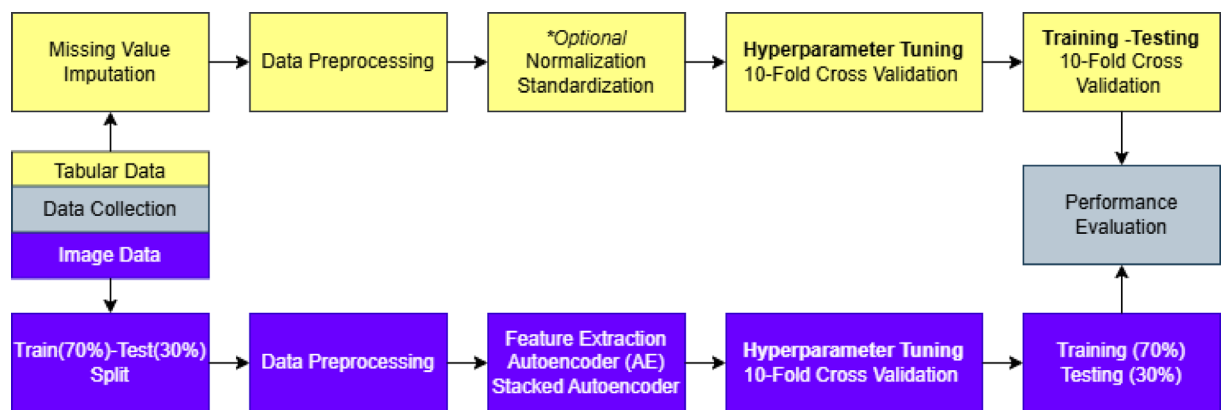 Missing Value
Imputation
Data Preprocessing
*Optional
Normalization
Standardization
Hyperparameter Tuning
10-Fold Cross Validation
Training -Testing
10-Fold Cross
Validation
Tabular Data
Data Collection
Image Data
Performance
Evaluation
Train(70%)-Test(30%)
Split
Data Preprocessing
Feature Extraction
Autoencoder (AE)
Stacked Autoencoder
Hyperparameter Tuning
10-Fold Cross Validation
Training (70%)
Testing (30%)